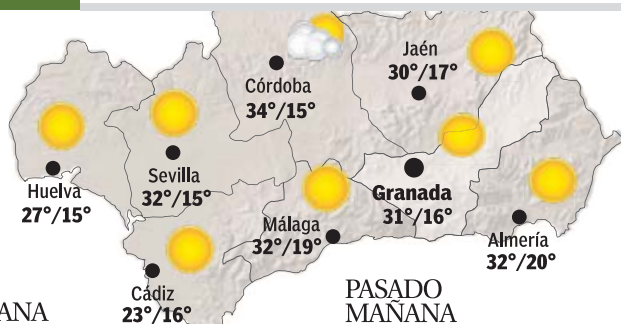 Jaén
30°/17°
Córdoba
34°/15°
Huelva
27°/15°
Sevilla
32°/15°
Granada
31°/16°
Málaga
32°/19°
Almería
32°/20°
Cádiz
23°/16°
ANA
PASADO
MAÑANA